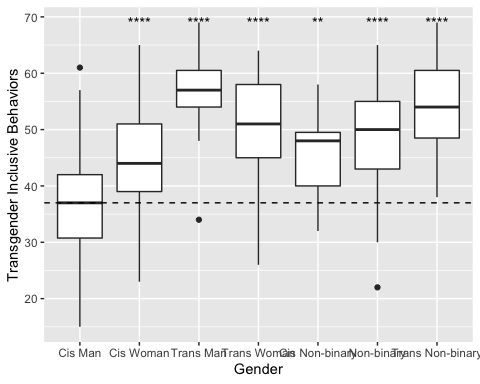 70
60
50
40
30
20
**** **** **** ** **** ****
Transgender Inclusive Behaviors
Cis Man Cis Woman Trans Man Trans Woman Cis Non-binary Non-binary Trans Non-binary
Gender